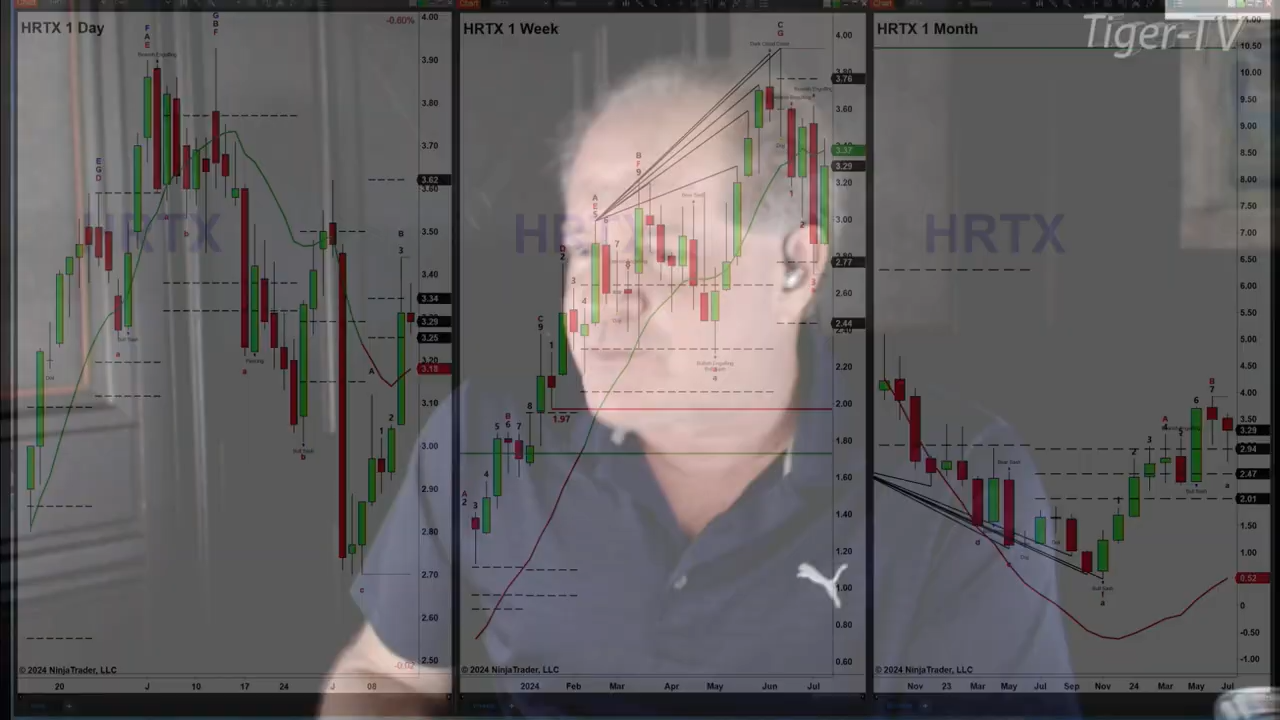 Tiger-TV
HRTX 1 Day
HRTX 1 Week
HRTX 1 Month
-0.60%
4.00
3.90
3.80
3.70
3.62
3.60
3.50
3.40
3.34
3.29
3.25
3.20
3.18
3.10
3.00
2.90
2.80
2.70
2.60
2.50
-0.02
HRTX
© 2024 NinjaTrader, LLC
20
J
10
17
24
J
08
4.00
3.76
3.60
3.37
3.29
3.20
3.00
2.77
2.60
2.44
2.20
2.00
1.97
1.80
1.60
1.40
1.20
1.00
0.80
0.60
HRTX
© 2024 NinjaTrader, LLC
2024
Feb
Mar
Apr
May
Jun
Jul
10.50
10.00
9.50
9.00
8.50
8.00
7.50
7.00
6.50
6.00
5.50
5.00
4.50
4.00
3.50
3.29
2.94
2.47
2.01
1.50
1.00
0.52
0
-0.50
-1.00
HRTX
© 2024 NinjaTrader, LLC
Nov
23
Mar
May
Jul
Sep
Nov
24
Mar
May
Jul